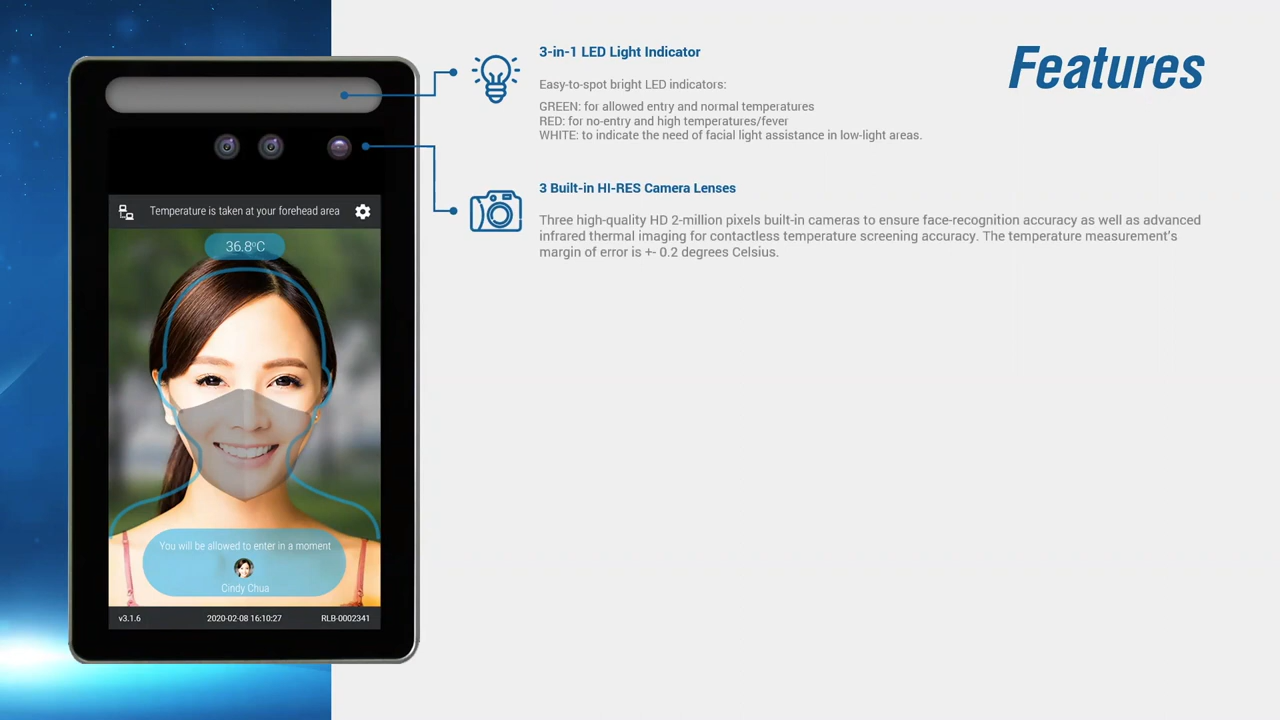 Features
3-in-1 LED Light Indicator
Easy-to-spot bright LED indicators:
GREEN: for allowed entry and normal temperatures
RED: for no-entry and high temperatures/fever
WHITE: to indicate the need of facial light assistance in low-light areas.
3 Built-in HI-RES Camera Lenses
Three high-quality HD 2-million pixels built-in cameras to ensure face-recognition accuracy as well as advanced
infrared thermal imaging for contactless temperature screening accuracy. The temperature measurement's
margin of error is +- 0.2 degrees Celsius.
Temperature is taken at your forehead area
36.8°C
You will be allowed to enter in a moment
Cindy Chua
v3.1.6 2020-02-08 16:10:27 RLB-0002341